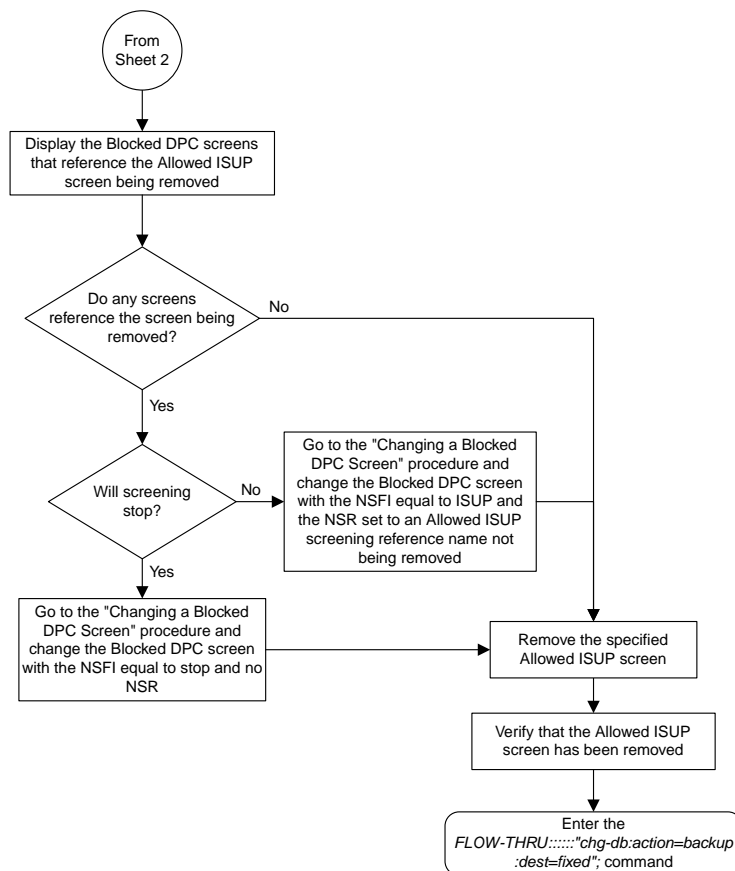 From
Sheet 2
Display the Blocked DPC screens
that reference the Allowed ISUP
screen being removed
Do any screens
reference the screen being
removed?
No
Yes
Will screening
stop?
No
Go to the "Changing a Blocked
DPC Screen" procedure and
change the Blocked DPC screen
with the NSFI equal to ISUP and
the NSR set to an Allowed ISUP
screening reference name not
being removed
Yes
Go to the "Changing a Blocked
DPC Screen" procedure and
change the Blocked DPC screen
with the NSFI equal to stop and no
NSR
Remove the specified
Allowed ISUP screen
Verify that the Allowed ISUP
screen has been removed
Enter the
FLOW-THRU::::::"chg-db:action=backup
:dest=fixed"; command